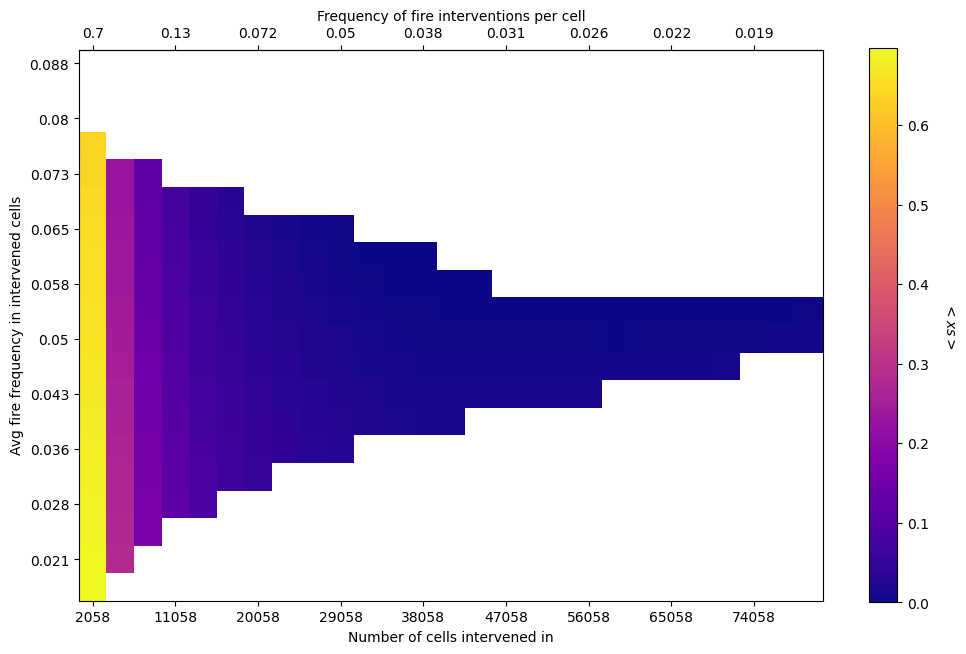 Frequency of fire interventions per cell
0.7 0.13 0.072 0.05 0.038 0.031 0.026 0.022 0.019
0.088
0.08
0.073
0.065
0.058
0.05
0.043
0.036
0.028
0.021
Avg fire frequency in intervened cells
2058 11058 20058 29058 38058 47058 56058 65058 74058
Number of cells intervened in
0.6
0.5
0.4
0.3
0.2
0.1
0.0
< sx >